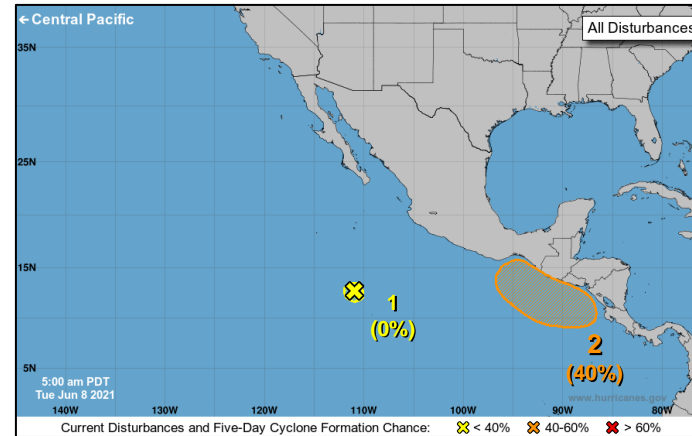 ← Central Pacific
All Disturbances
35N
25N
15N
5N
1
(0%)
2
(40%)
5:00 am PDT
Tue Jun 8 2021
www.hurricanes.gov
140W 130W 120W 110W 100W 90W 80W
Current Disturbances and Five-Day Cyclone Formation Chance: < 40% 40-60% > 60%